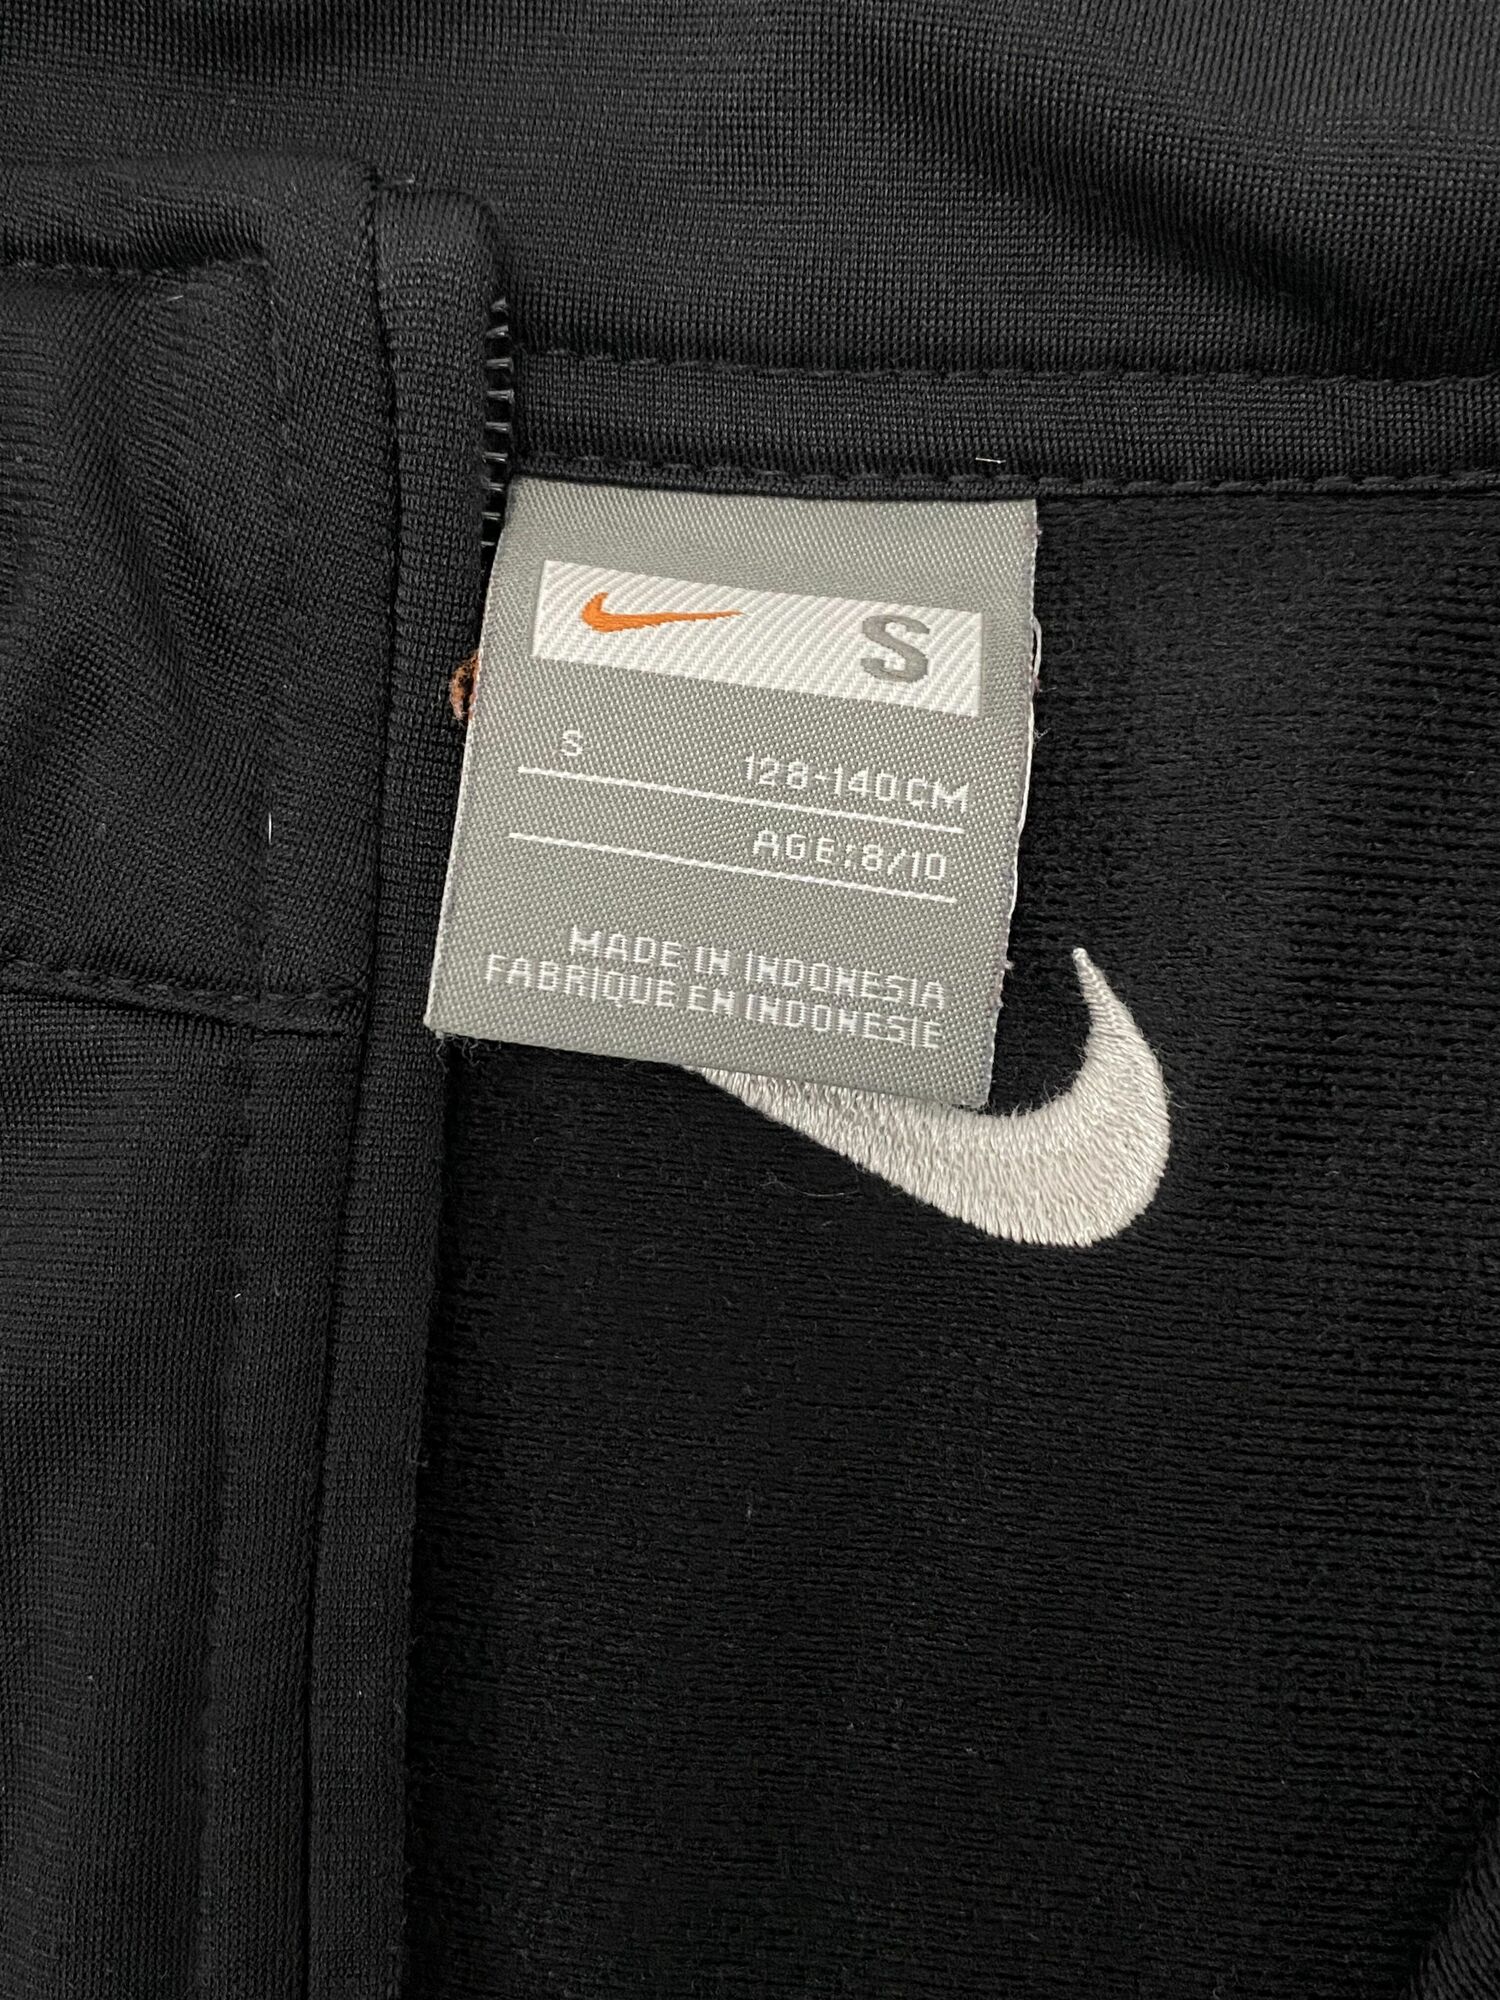 S
S 128-140CM
AGE:8/10
MADE IN INDONESIA
FABRIQUE EN INDONESIE